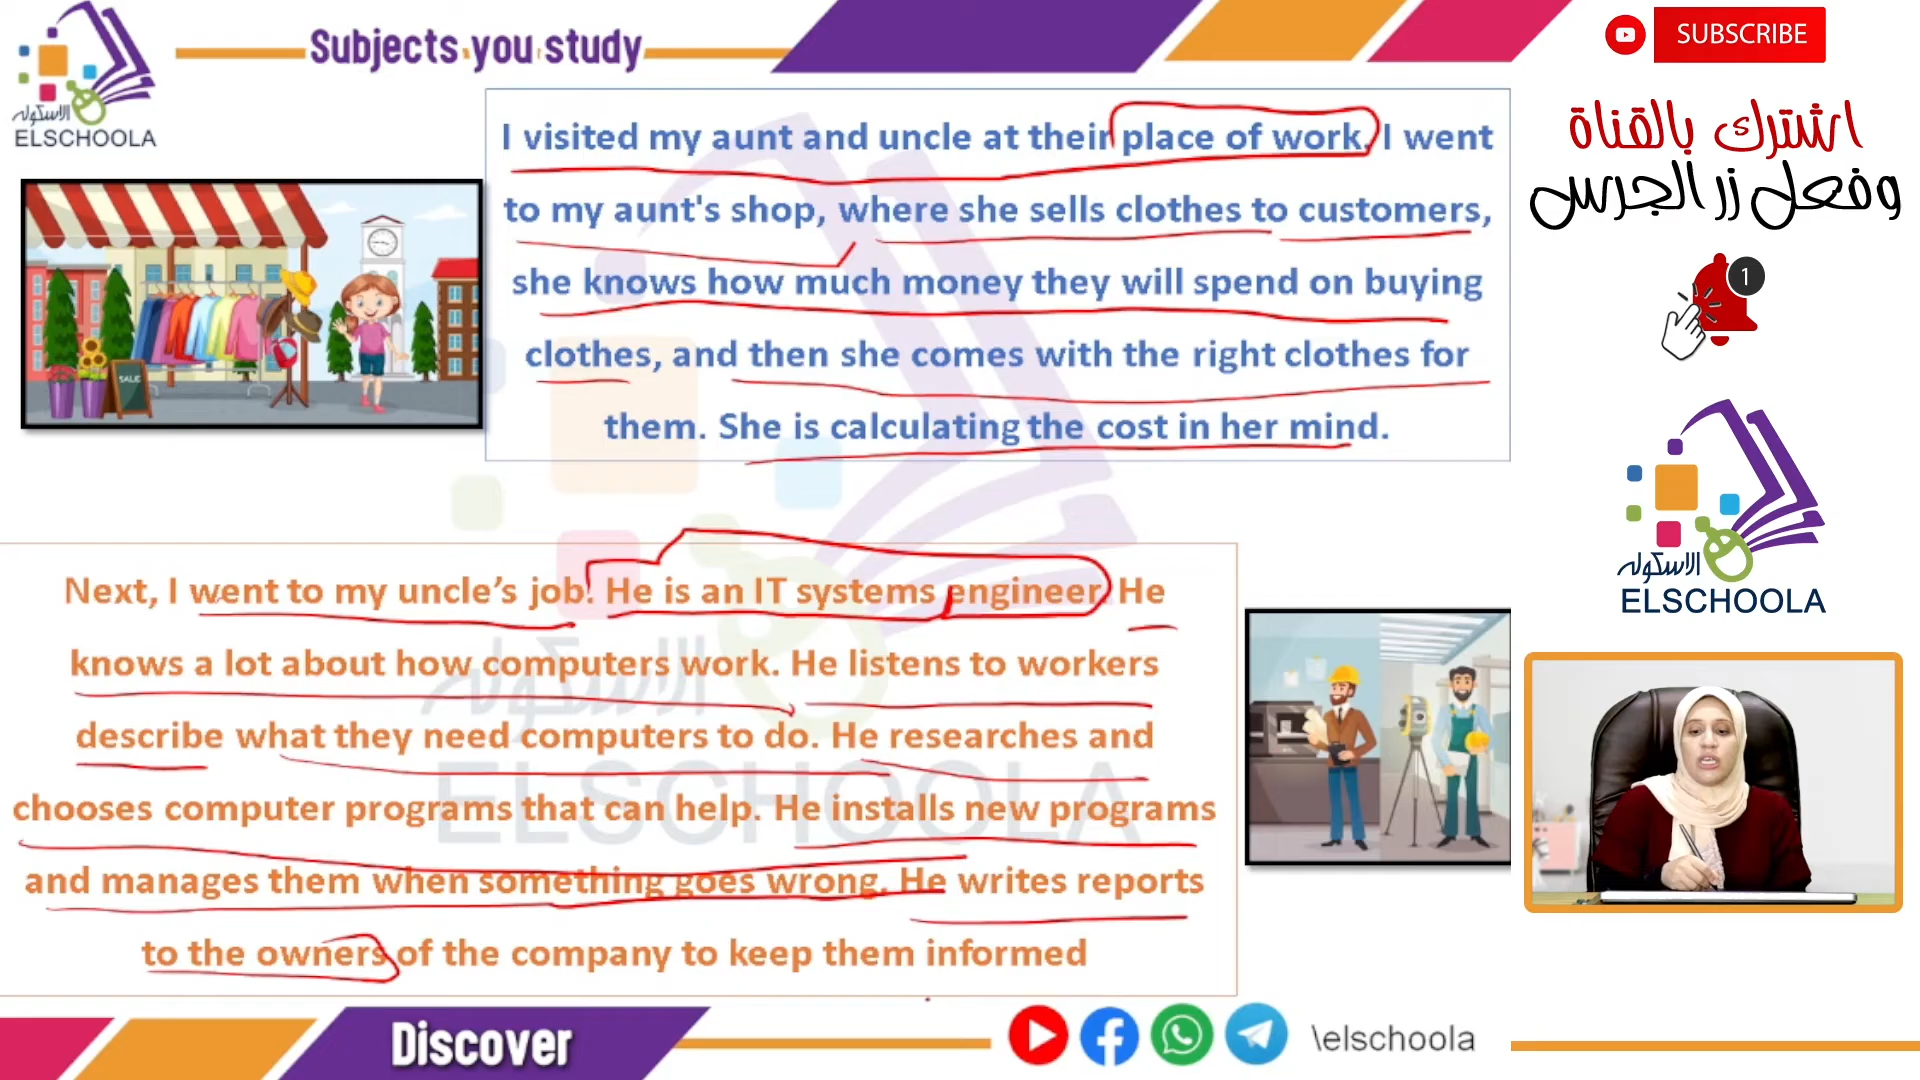 Subjects you study
الاسكوله
ELSCHOOLA
I visited my aunt and uncle at their place of work. I went
to my aunt's shop, where she sells clothes to customers,
she knows how much money they will spend on buying
clothes, and then she comes with the right clothes for
them. She is calculating the cost in her mind.
SALE
Next, I went to my uncle’s job. He is an IT systems engineer. He
knows a lot about how computers work. He listens to workers
describe what they need computers to do. He researches and
chooses computer programs that can help. He installs new programs
and manages them when something goes wrong. He writes reports
to the owners of the company to keep them informed
الاسكوله
ELSCHOOLA
Discover
\elschoola
SUBSCRIBE
اشترك بالقناة
وفعل زر الجرس
1
الاسكوله
ELSCHOOLA